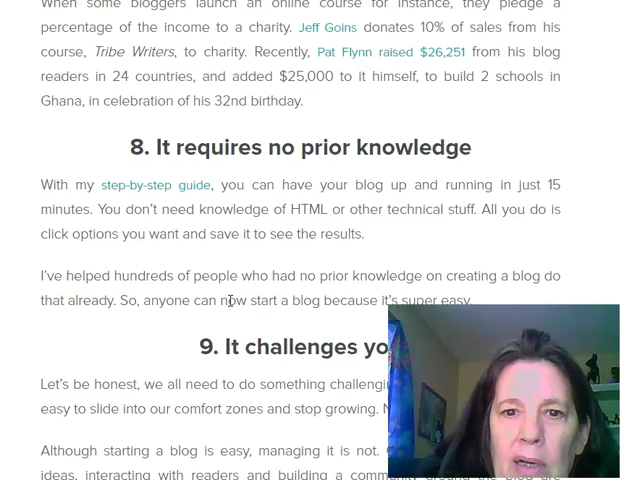 When some bloggers launch an online course for instance, they pledge a
percentage of the income to a charity. Jeff Goins donates 10% of sales from his
course, Tribe Writers, to charity. Recently, Pat Flynn raised $26,251 from his blog
readers in 24 countries, and added $25,000 to it himself, to build 2 schools in
Ghana, in celebration of his 32nd birthday.
8. It requires no prior knowledge
With my step-by-step guide, you can have your blog up and running in just 15
minutes. You don’t need knowledge of HTML or other technical stuff. All you do is
click options you want and save it to see the results.
I’ve helped hundreds of people who had no prior knowledge on creating a blog do
that already. So, anyone can now start a blog because it’s super easy.
9. It challenges yo
Let’s be honest, we all need to do something
easy to slide into our comfort zones and stop growing.
Although starting a blog is easy, managing it is not.
ideas, interacting with readers and building a community around the blog are